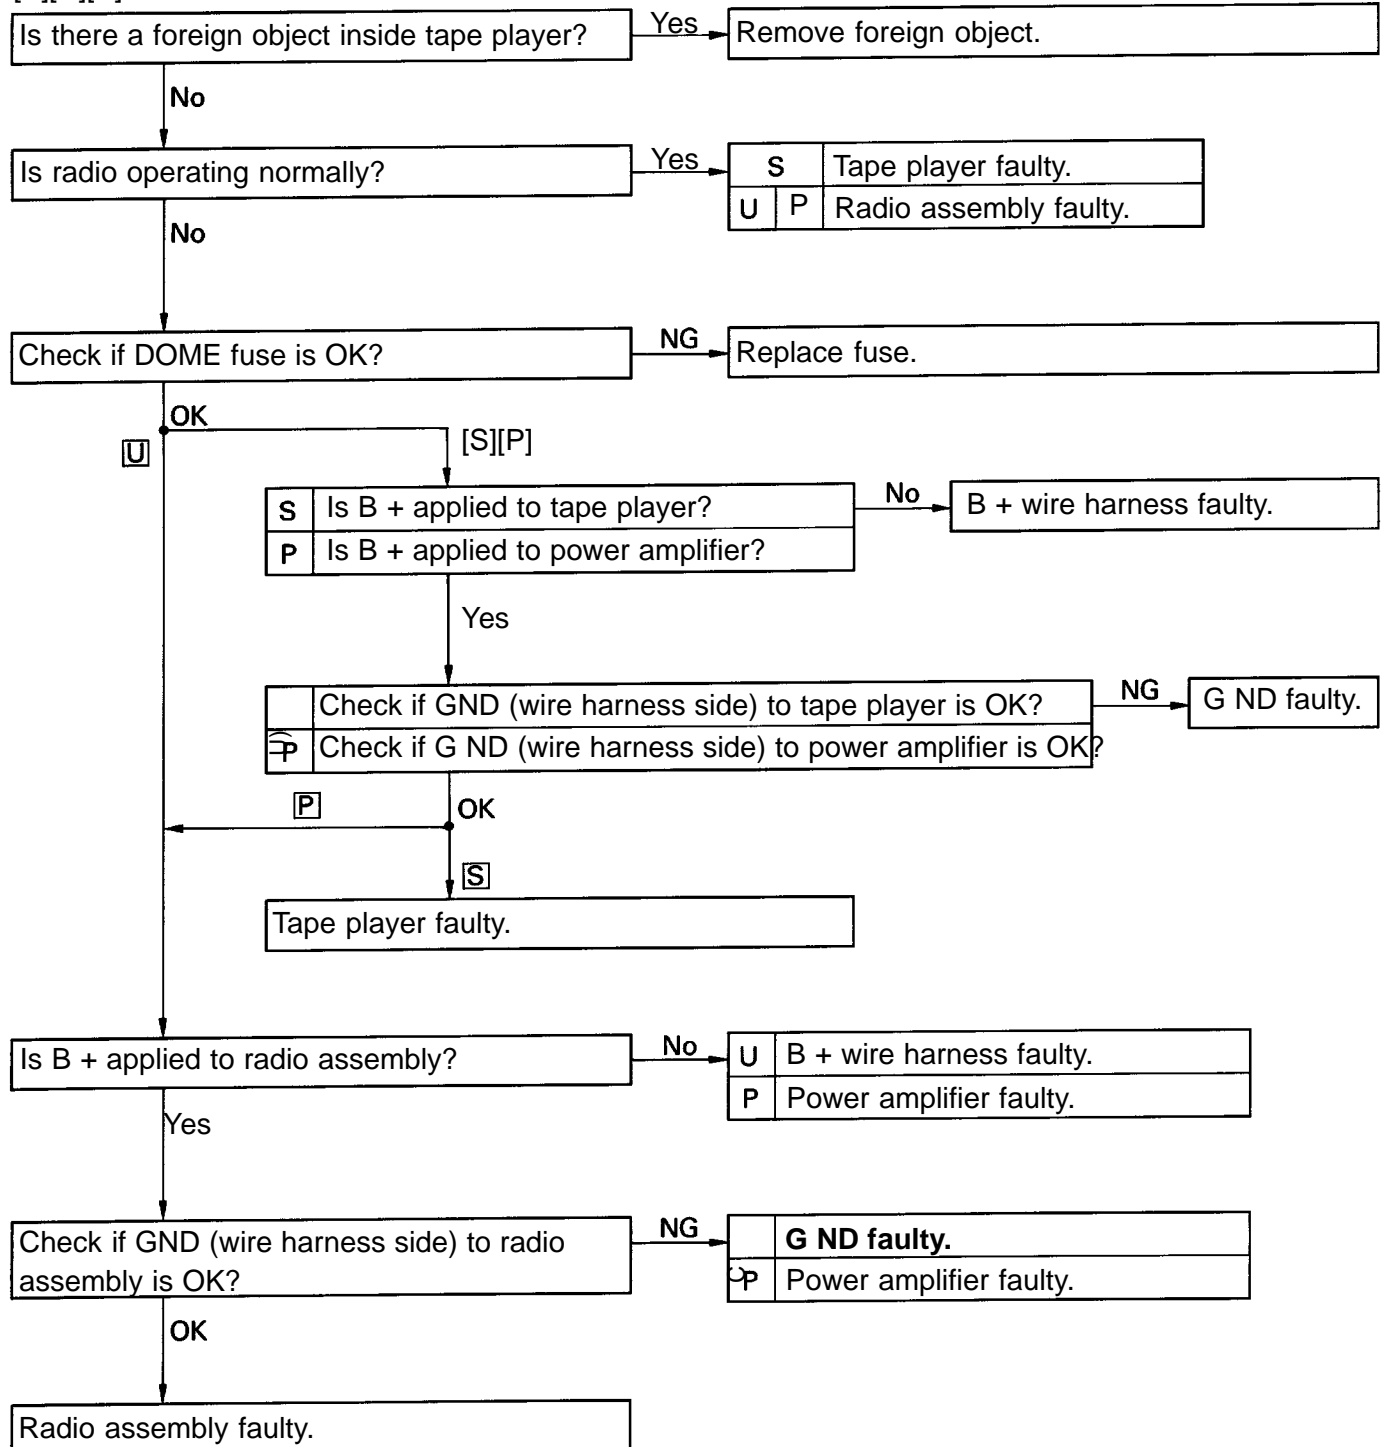 Is there a foreign object inside tape player?
Yes
Remove foreign object.
No
Is radio operating normally?
Yes
S Tape player faulty.
U P Radio assembly faulty.
No
Check if DOME fuse is OK?
NG
Replace fuse.
OK
U
[S][P]
S Is B + applied to tape player?
P Is B + applied to power amplifier?
No
B + wire harness faulty.
Yes
Check if GND (wire harness side) to tape player is OK?
P Check if G ND (wire harness side) to power amplifier is OK?
NG
G ND faulty.
P
OK
S
Tape player faulty.
Is B + applied to radio assembly?
No
U B + wire harness faulty.
P Power amplifier faulty.
Yes
Check if GND (wire harness side) to radio
assembly is OK?
NG
G ND faulty.
P Power amplifier faulty.
OK
Radio assembly faulty.